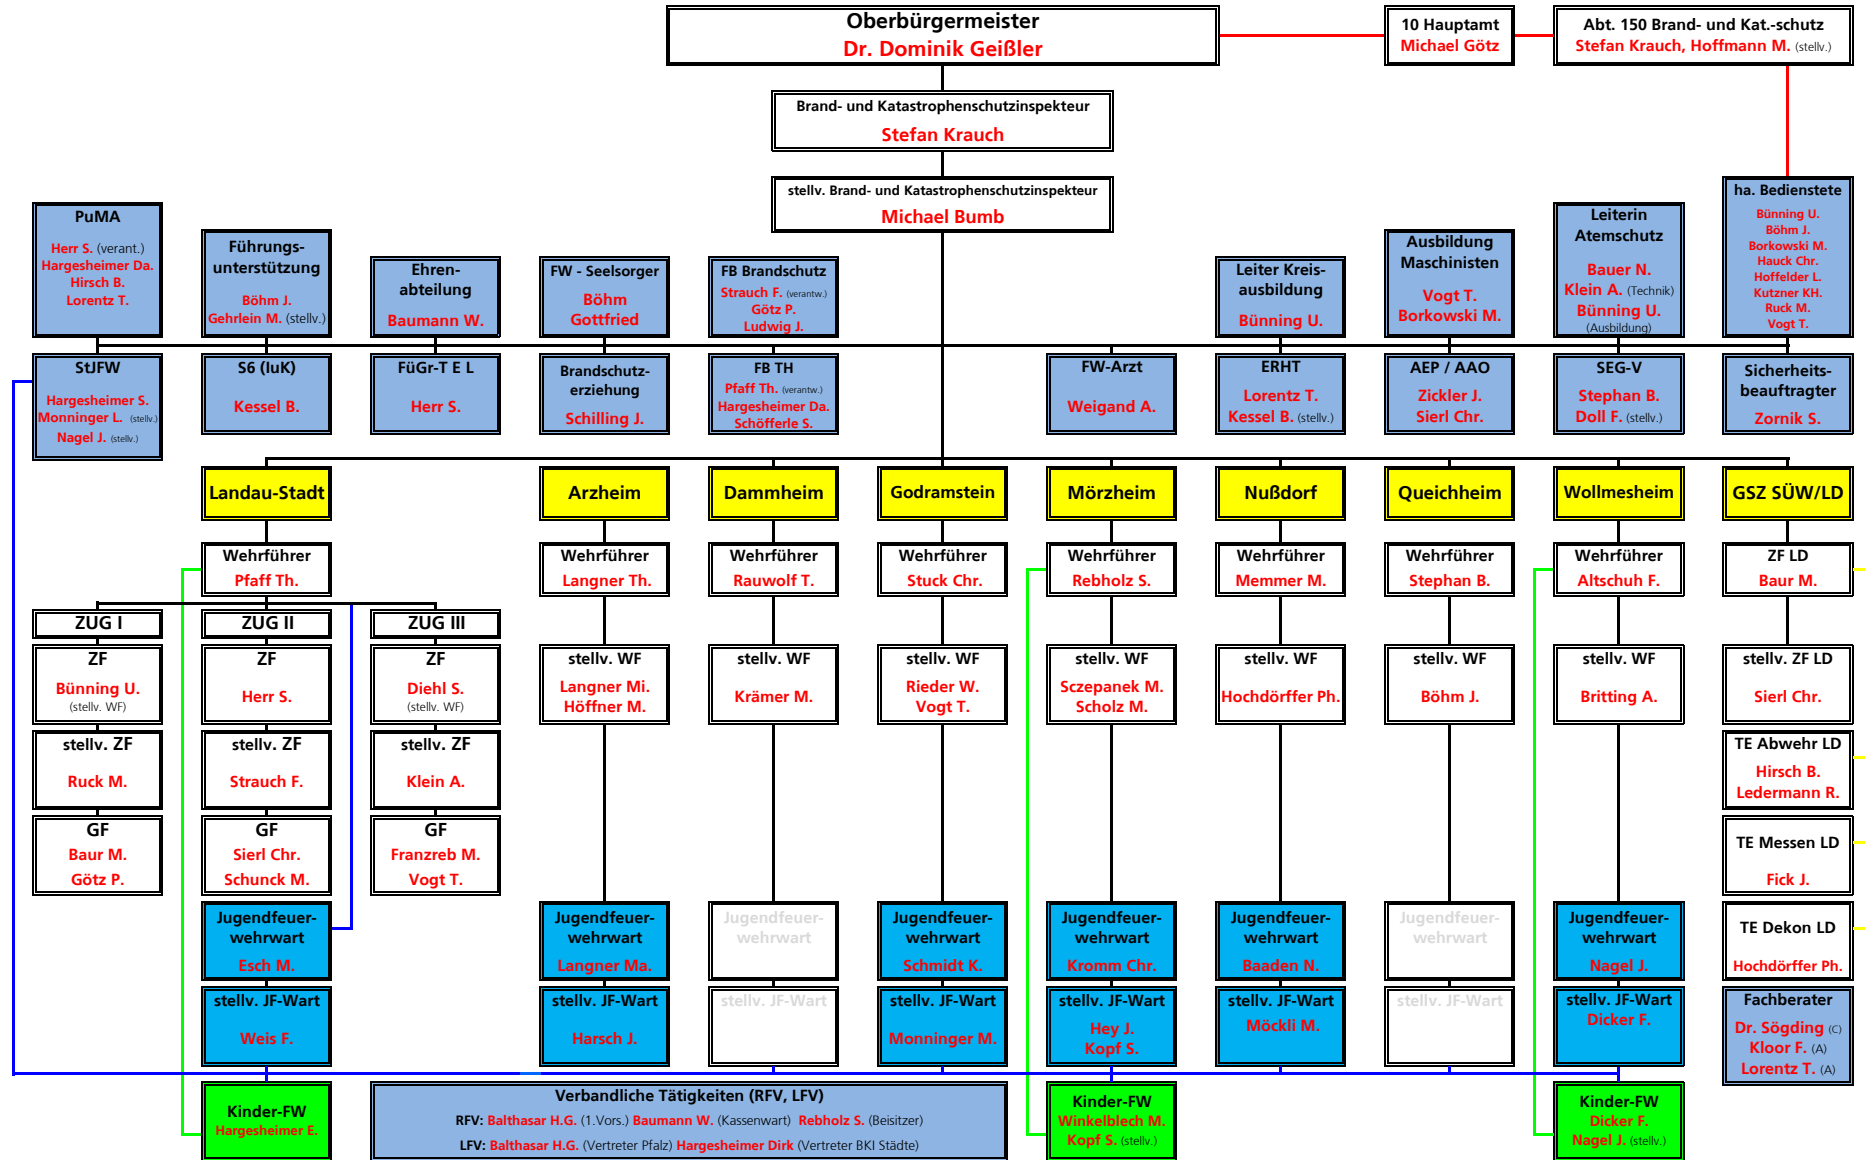 Oberbürgermeister
Dr. Dominik Geißler
10 Hauptamt
Michael Götz
Abt. 150 Brand- und Kat.-schutz
Stefan Krauch, Hoffmann M. (stellv.)
Brand- und Katastrophenschutzinspekteur
Stefan Krauch
stellv. Brand- und Katastrophenschutzinspekteur
Michael Bumb
PuMA
Herr S. (verant.)
Hargesheimer Da.
Hirsch B.
Lorentz T.
Führungs-
unterstützung
Böhm J.
Gehrlein M. (stellv.)
Ehren-
abteilung
Baumann W.
FW - Seelsorger
Böhm
Gottfried
FB Brandschutz
Strauch F. (verantw.)
Götz P.
Ludwig J.
Leiter Kreis-
ausbildung
Bünning U.
Ausbildung
Maschinisten
Vogt T.
Borkowski M.
Leiterin
Atemschutz
Bauer N.
Klein A. (Technik)
Bünning U.
(Ausbildung)
ha. Bedienstete
Bünning U.
Böhm J.
Borkowski M.
Hauck Chr.
Hoffelder L.
Kutzner KH.
Ruck M.
Vogt T.
StJFW
Hargesheimer S.
Monninger L. (stellv.)
Nagel J. (stellv.)
S6 (IuK)
Kessel B.
FüGr-T E L
Herr S.
Brandschutz-
erziehung
Schilling J.
FB TH
Pfaff Th. (verantw.)
Hargesheimer Da.
Schöfferle S.
FW-Arzt
Weigand A.
ERHT
Lorentz T.
Kessel B. (stellv.)
AEP / AAO
Zickler J.
Sierl Chr.
SEG-V
Stephan B.
Doll F. (stellv.)
Sicherheits-
beauftragter
Zornik S.
Landau-Stadt
Arzheim
Dammheim
Godramstein
Mörzheim
Nußdorf
Queichheim
Wollmesheim
GSZ SÜW/LD
Wehrführer
Pfaff Th.
Wehrführer
Langner Th.
Wehrführer
Rauwolf T.
Wehrführer
Stuck Chr.
Wehrführer
Rebholz S.
Wehrführer
Memmer M.
Wehrführer
Stephan B.
Wehrführer
Altschuh F.
ZF LD
Baur M.
ZUG I
ZUG II
ZUG III
ZF
Bünning U.
(stellv. WF)
ZF
Herr S.
ZF
Diehl S.
(stellv. WF)
stellv. WF
Langner Mi.
Höffner M.
stellv. WF
Krämer M.
stellv. WF
Rieder W.
Vogt T.
stellv. WF
Sczepanek M.
Scholz M.
stellv. WF
Hochdörffer Ph.
stellv. WF
Böhm J.
stellv. WF
Britting A.
stellv. ZF LD
Sierl Chr.
stellv. ZF
Ruck M.
stellv. ZF
Strauch F.
stellv. ZF
Klein A.
TE Abwehr LD
Hirsch B.
Ledermann R.
GF
Baur M.
Götz P.
GF
Sierl Chr.
Schunck M.
GF
Franzreb M.
Vogt T.
TE Messen LD
Fick J.
Jugendfeuer-
wehrwart
Esch M.
Jugendfeuer-
wehrwart
Langner Ma.
Jugendfeuer-
wehrwart
Jugendfeuer-
wehrwart
Schmidt K.
Jugendfeuer-
wehrwart
Kromm Chr.
Jugendfeuer-
wehrwart
Baaden N.
Jugendfeuer-
wehrwart
Jugendfeuer-
wehrwart
Nagel J.
TE Dekon LD
Hochdörffer Ph.
stellv. JF-Wart
Weis F.
stellv. JF-Wart
Harsch J.
stellv. JF-Wart
stellv. JF-Wart
Monninger M.
stellv. JF-Wart
Hey J.
Kopf S.
stellv. JF-Wart
Möckli M.
stellv. JF-Wart
stellv. JF-Wart
Dicker F.
Fachberater
Dr. Sögding (C)
Kloor F. (A)
Lorentz T. (A)
Kinder-FW
Hargesheimer E.
Verbandliche Tätigkeiten (RFV, LFV)
RFV: Balthasar H.G. (1.Vors.) Baumann W. (Kassenwart) Rebholz S. (Beisitzer)
LFV: Balthasar H.G. (Vertreter Pfalz) Hargesheimer Dirk (Vertreter BKI Städte)
Kinder-FW
Winkelblech M.
Kopf S. (stellv.)
Kinder-FW
Dicker F.
Nagel J. (stellv.)